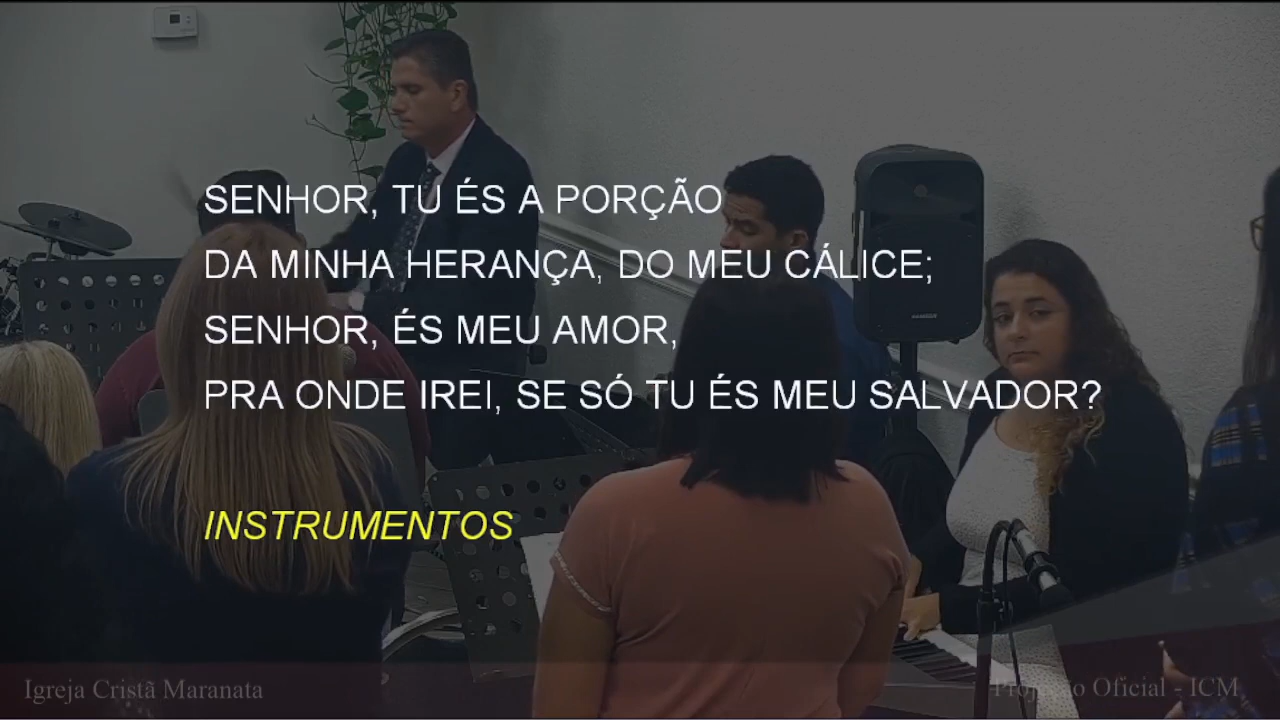 SENHOR, TU ÉS A PORÇÃO
DA MINHA HERANÇA, DO MEU CÁLICE;
SENHOR, ÉS MEU AMOR,
PRA ONDE IREI, SE SÓ TU ÉS MEU SALVADOR?
INSTRUMENTOS
Igreja Cristã Maranata
Oficial - ICM